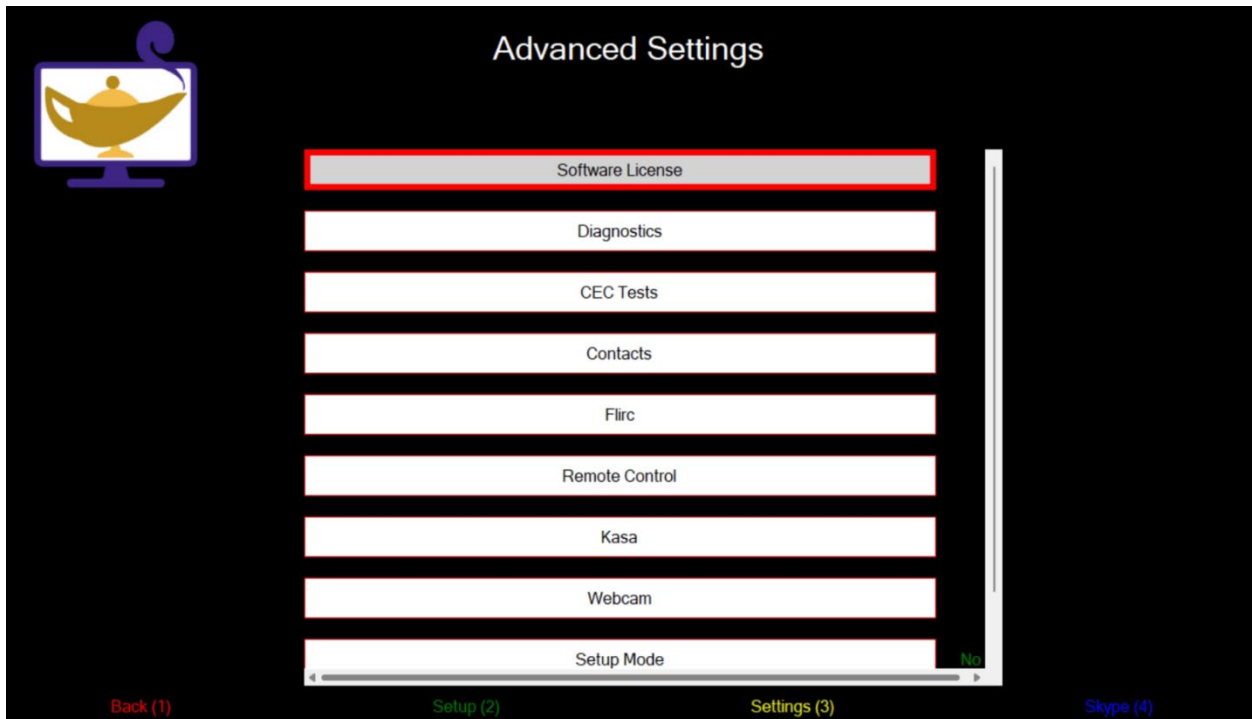 Advanced Settings
Software License
Diagnostics
CEC Tests
Contacts
Flirc
Remote Control
Kasa
Webcam
Setup Mode No
Back (1) Setup (2) Settings (3) Skype (4)